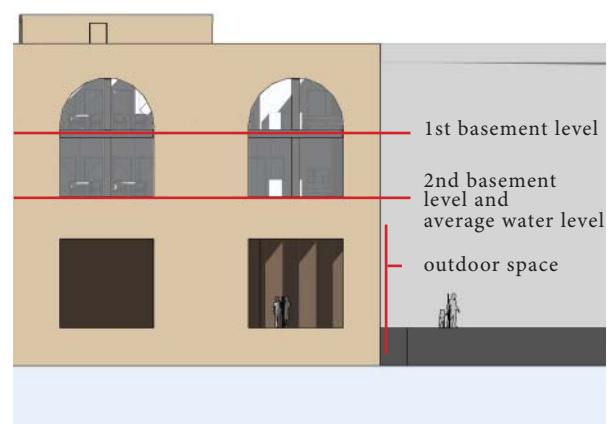 1st basement level
2nd basement
level and
average water level
outdoor space